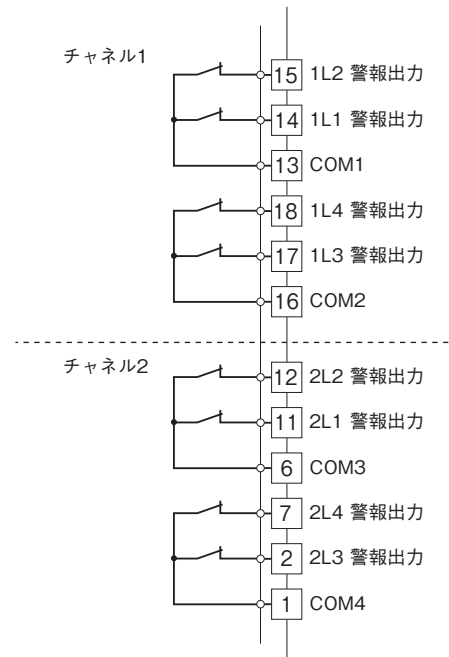 チャネル1
15 1L2 警報出力
14 1L1 警報出力
13 COM1
18 1L4 警報出力
17 1L3 警報出力
16 COM2
チャネル2
12 2L2 警報出力
11 2L1 警報出力
6 COM3
7 2L4 警報出力
2 2L3 警報出力
1 COM4